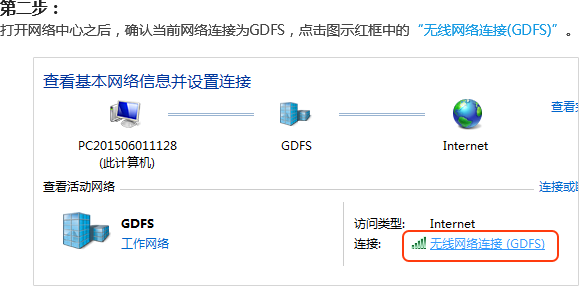 第二步：
打开网络中心之后，确认当前网络连接为GDFS，点击图示红框中的“无线网络连接(GDFS)”。
查看基本网络信息并设置连接
查看
PC201506011128 GDFS Internet
(此计算机)
查看活动网络 连接或
GDFS 访问类型: Internet
工作网络 连接: 无线网络连接 (GDFS)